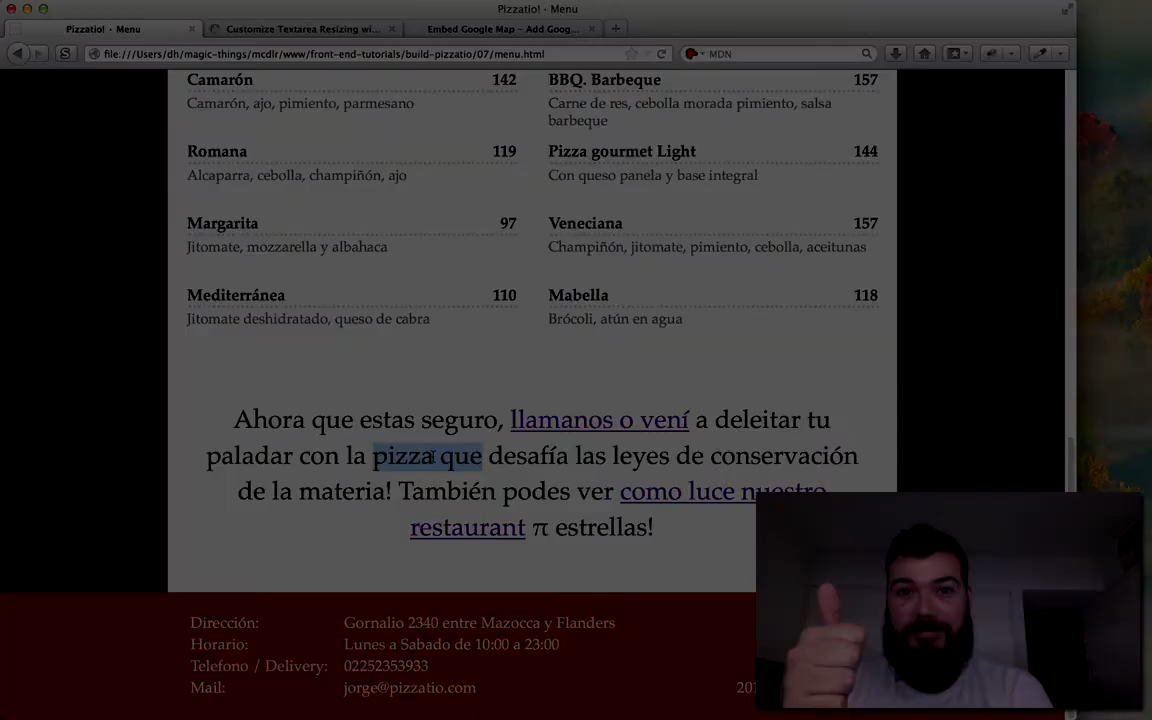 Pizzatio! · Menu
Pizzatio! · Menu
Customize Textarea Resizing wi...
Embed Google Map – Add Goog...
file:///Users/dh/magic-things/mcdlr/www/front-end-tutorials/build-pizzatio/07/menu.html
MDN
Camarón 142
Camarón, ajo, pimiento, parmesano
Romana 119
Alcaparra, cebolla, champiñón, ajo
Margarita 97
Jitomate, mozzarella y albahaca
Mediterránea 110
Jitomate deshidratado, queso de cabra
BBQ. Barbeque 157
Carne de res, cebolla morada pimiento, salsa
barbeque
Pizza gourmet Light 144
Con queso panela y base integral
Veneciana 157
Champiñón, jitomate, pimiento, cebolla, aceitunas
Mabella 118
Brócoli, atún en agua
Ahora que estas seguro, llamanos o vení a deleitar tu
paladar con la pizza que desafía las leyes de conservación
de la materia! También podes ver como luce nuestro
restaurant π estrellas!
Dirección: Gornalio 2340 entre Mazocca y Flanders
Horario: Lunes a Sabado de 10:00 a 23:00
Telefono / Delivery: 02252353933
Mail: jorge@pizzatio.com